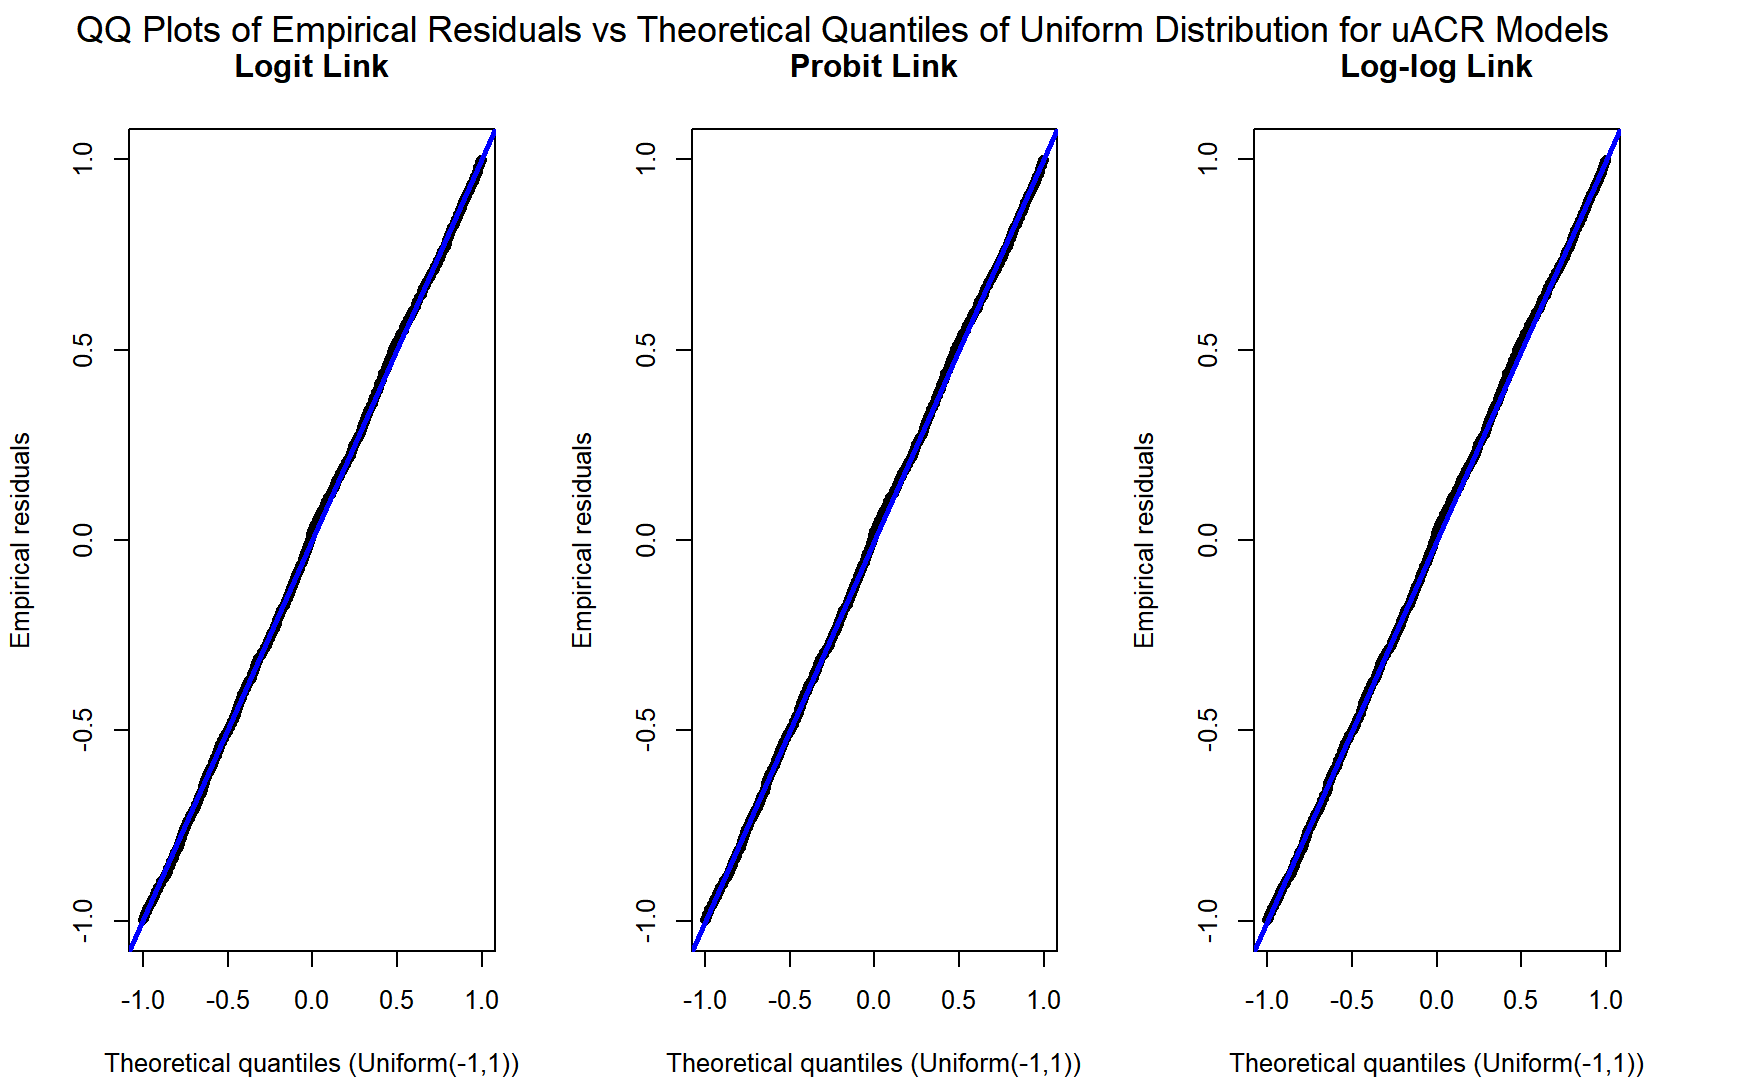 QQ Plots of Empirical Residuals vs Theoretical Quantiles of Uniform Distribution for uACR Models
Logit Link
Empirical residuals
1.0
0.5
0.0
-0.5
-1.0
-1.0 -0.5 0.0 0.5 1.0
Theoretical quantiles (Uniform(-1,1))
Probit Link
Empirical residuals
1.0
0.5
0.0
-0.5
-1.0
-1.0 -0.5 0.0 0.5 1.0
Theoretical quantiles (Uniform(-1,1))
Log-log Link
Empirical residuals
1.0
0.5
0.0
-0.5
-1.0
-1.0 -0.5 0.0 0.5 1.0
Theoretical quantiles (Uniform(-1,1))